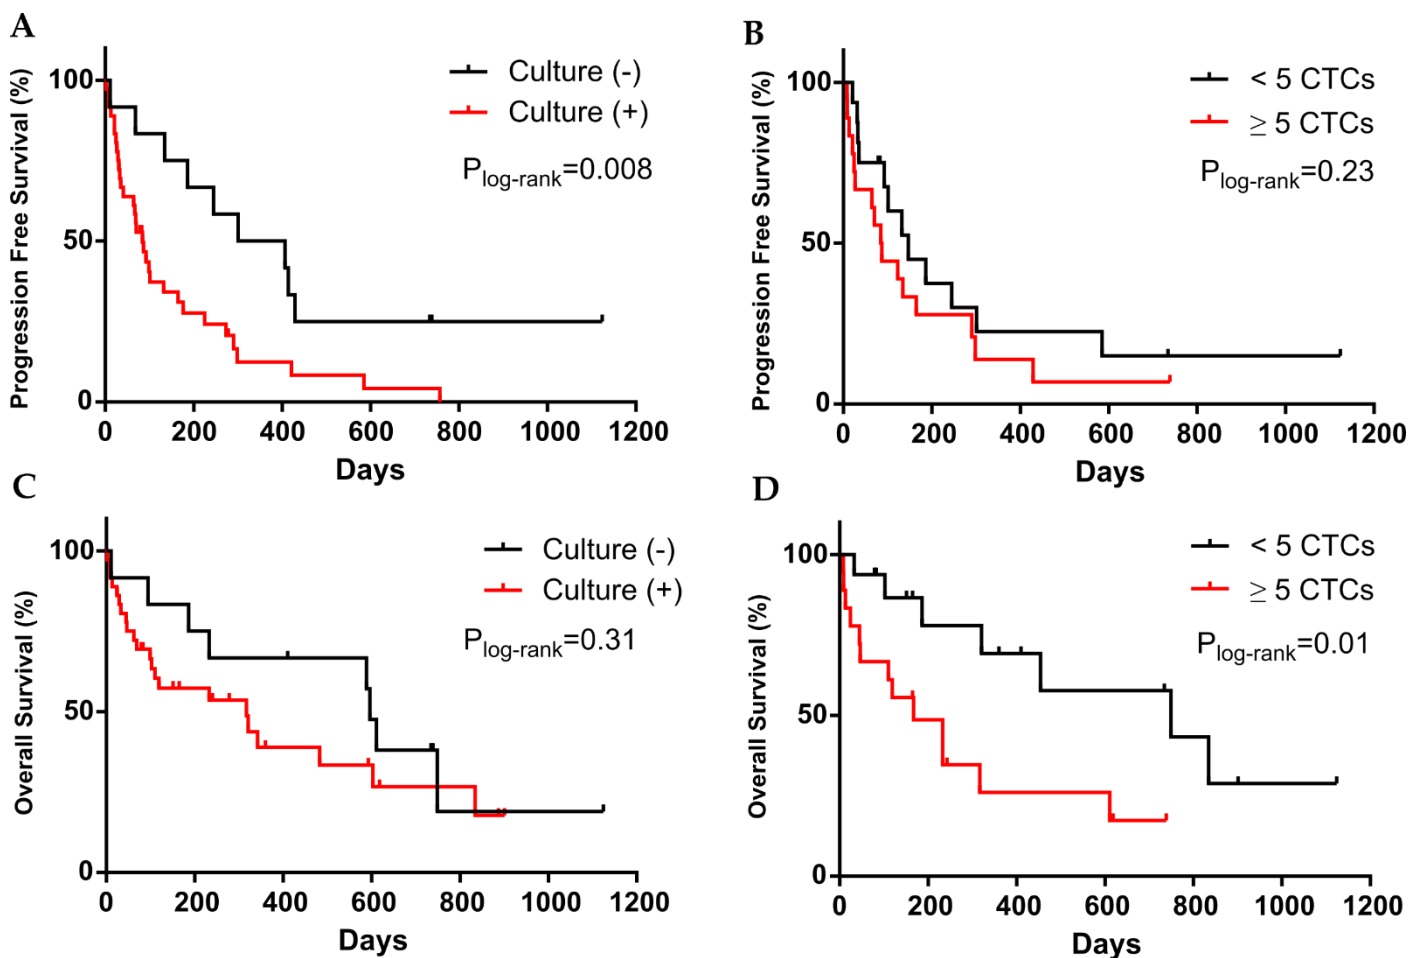 A
Progression Free Survival (%)
100
50
0
Culture (-)
Culture (+)
Plog-rank=0.008
0 200 400 600 800 1000 1200
Days
B
Progression Free Survival (%)
100
50
0
< 5 CTCs
≥ 5 CTCs
Plog-rank=0.23
0 200 400 600 800 1000 1200
Days
C
Overall Survival (%)
100
50
0
Culture (-)
Culture (+)
Plog-rank=0.31
0 200 400 600 800 1000 1200
Days
D
Overall Survival (%)
100
50
0
< 5 CTCs
≥ 5 CTCs
Plog-rank=0.01
0 200 400 600 800 1000 1200
Days